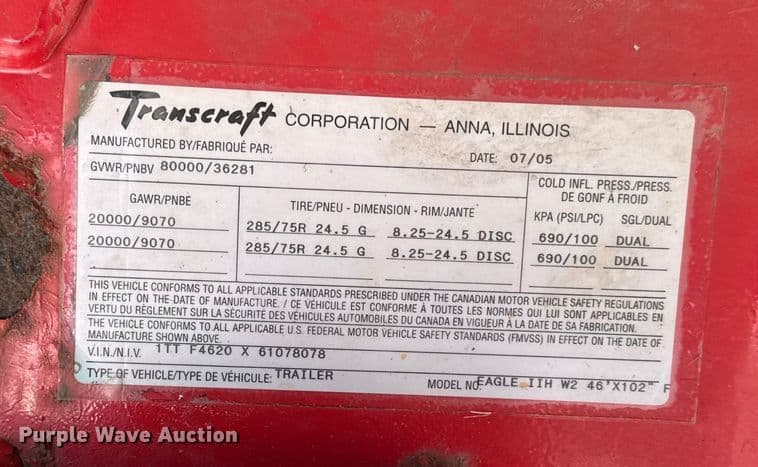 Transcraft CORPORATION — ANNA, ILLINOIS
MANUFACTURED BY/FABRIQUÉ PAR: DATE: 07/05
GVWR/PNBV 80000/36281
COLD INFL. PRESS./PRESS.
DE GONF À FROID
GAWR/PNBE TIRE/PNEU - DIMENSION - RIM/JANTE KPA (PSI/LPC) SGL/DUAL
20000/9070 285/75R 24.5 G 8.25-24.5 DISC 690/100 DUAL
20000/9070 285/75R 24.5 G 8.25-24.5 DISC 690/100 DUAL
THIS VEHICLE CONFORMS TO ALL APPLICABLE STANDARDS PRESCRIBED UNDER THE CANADIAN MOTOR VEHICLE SAFETY REGULATIONS
IN EFFECT ON THE DATE OF MANUFACTURE. / CE VÉHICULE EST CONFORME À TOUTES LES NORMES QUI LUI SONT APPLICABLES EN
VERTU DU RÈGLEMENT SUR LA SÉCURITÉ DES VÉHICULES AUTOMOBILES DU CANADA EN VIGUEUR À LA DATE DE SA FABRICATION.
THE VEHICLE CONFORMS TO ALL APPLICABLE U.S. FEDERAL MOTOR VEHICLE SAFETY STANDARDS (FMVSS) IN EFFECT ON THE DATE OF
MANUFACTURE SHOWN ABOVE.
V.I.N./N.I.V. 1TT F4620 X 61078078
TYPE OF VEHICLE/TYPE DE VÉHICULE: TRAILER MODEL NO: EAGLE IIH W2 46'X102" F
Purple Wave Auction